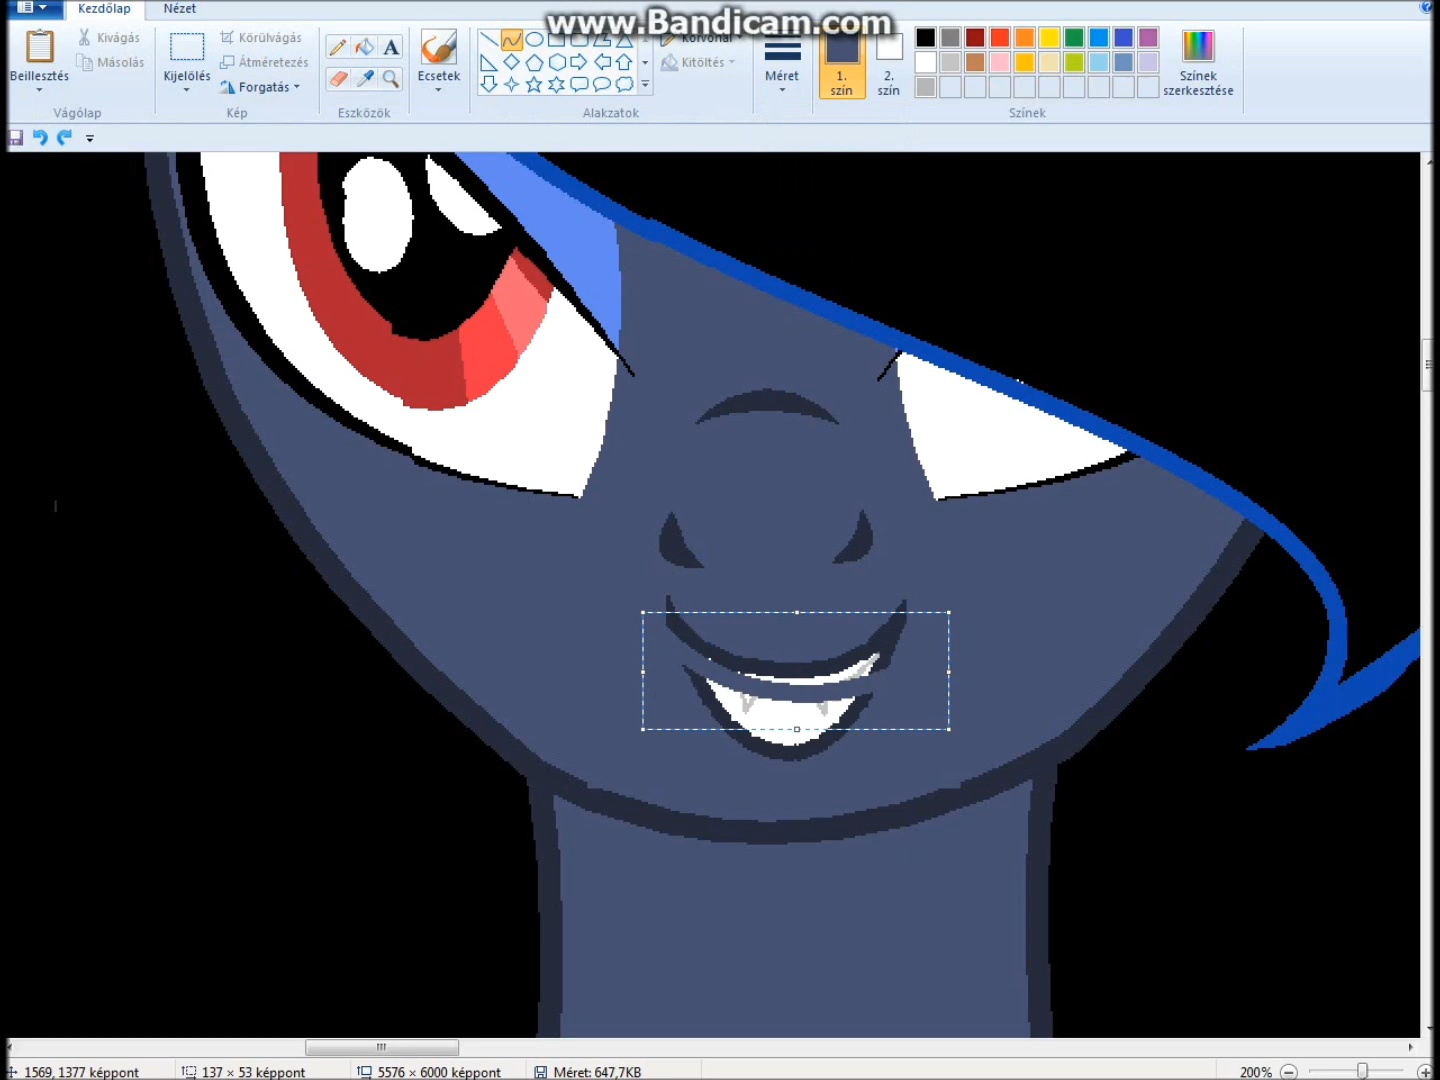 Kezdőlap Nézet
www.Bandicam.com
Beillesztés
Kivágás
Másolás
Vágólap
Kijelölés
Körülvágás
Átméretezés
Forgatás
Kép
A
Eszközök
Ecsetek
Alakzatok
Körvonal
Kitöltés
Méret
1. szín
2. szín
Színek
Színek szerkesztése
1569, 1377 képpont
137 × 53 képpont
5576 × 6000 képpont
Méret: 647,7KB
200%